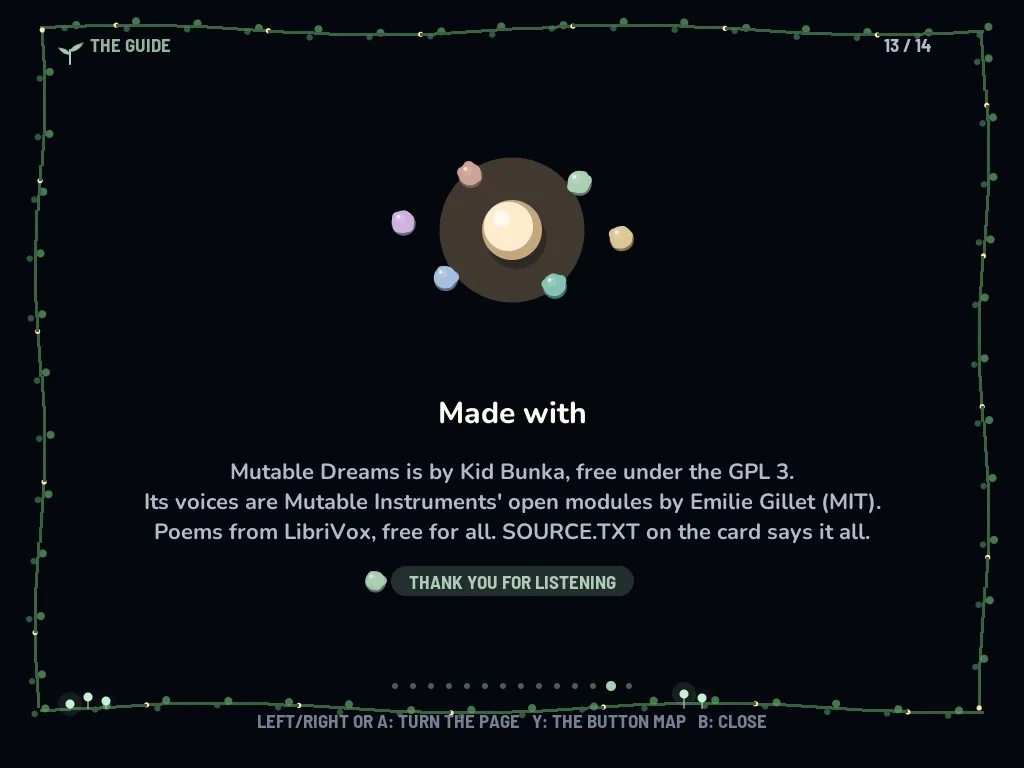 THE GUIDE
13 / 14
Made with
Mutable Dreams is by Kid Bunka, free under the GPL 3.
Its voices are Mutable Instruments' open modules by Emilie Gillet (MIT).
Poems from LibriVox, free for all. SOURCE.TXT on the card says it all.
THANK YOU FOR LISTENING
LEFT/RIGHT OR A: TURN THE PAGE Y: THE BUTTON MAP B: CLOSE